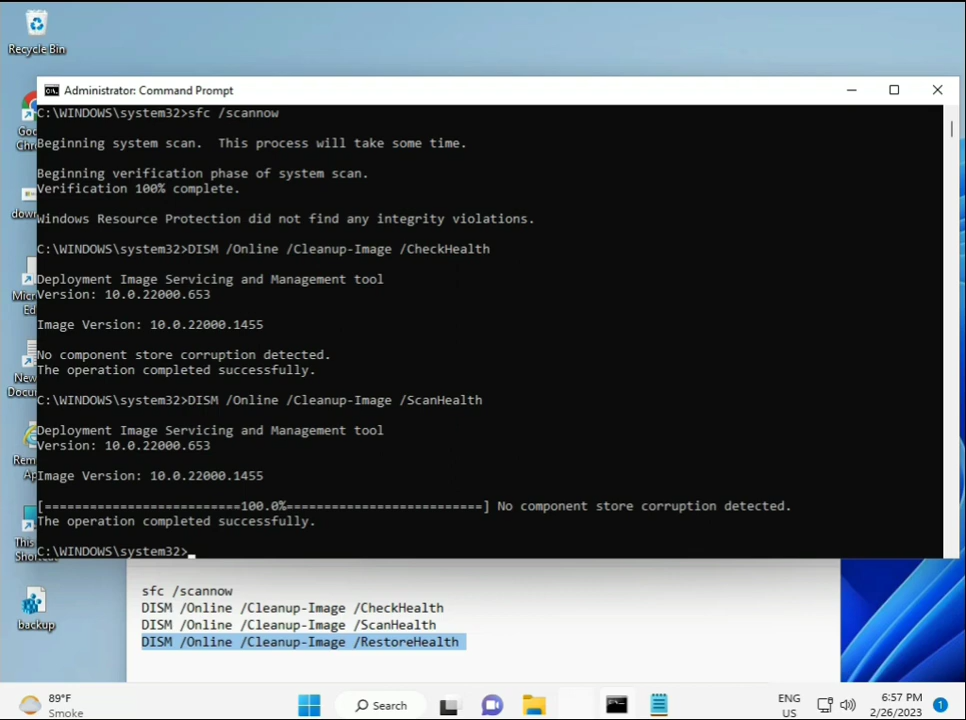 Recycle Bin
Administrator: Command Prompt
C:\WINDOWS\system32>sfc /scannow
Beginning system scan.  This process will take some time.
Beginning verification phase of system scan.
Verification 100% complete.
Windows Resource Protection did not find any integrity violations.
C:\WINDOWS\system32>DISM /Online /Cleanup-Image /CheckHealth
Deployment Image Servicing and Management tool
Version: 10.0.22000.653
Image Version: 10.0.22000.1455
No component store corruption detected.
The operation completed successfully.
C:\WINDOWS\system32>DISM /Online /Cleanup-Image /ScanHealth
Deployment Image Servicing and Management tool
Version: 10.0.22000.653
Image Version: 10.0.22000.1455
[==========================100.0%==========================] No component store corruption detected.
The operation completed successfully.
C:\WINDOWS\system32>
sfc /scannow
DISM /Online /Cleanup-Image /CheckHealth
DISM /Online /Cleanup-Image /ScanHealth
DISM /Online /Cleanup-Image /RestoreHealth
backup
89°F
Smoke
Search
ENG
US
6:57 PM
2/26/2023
1